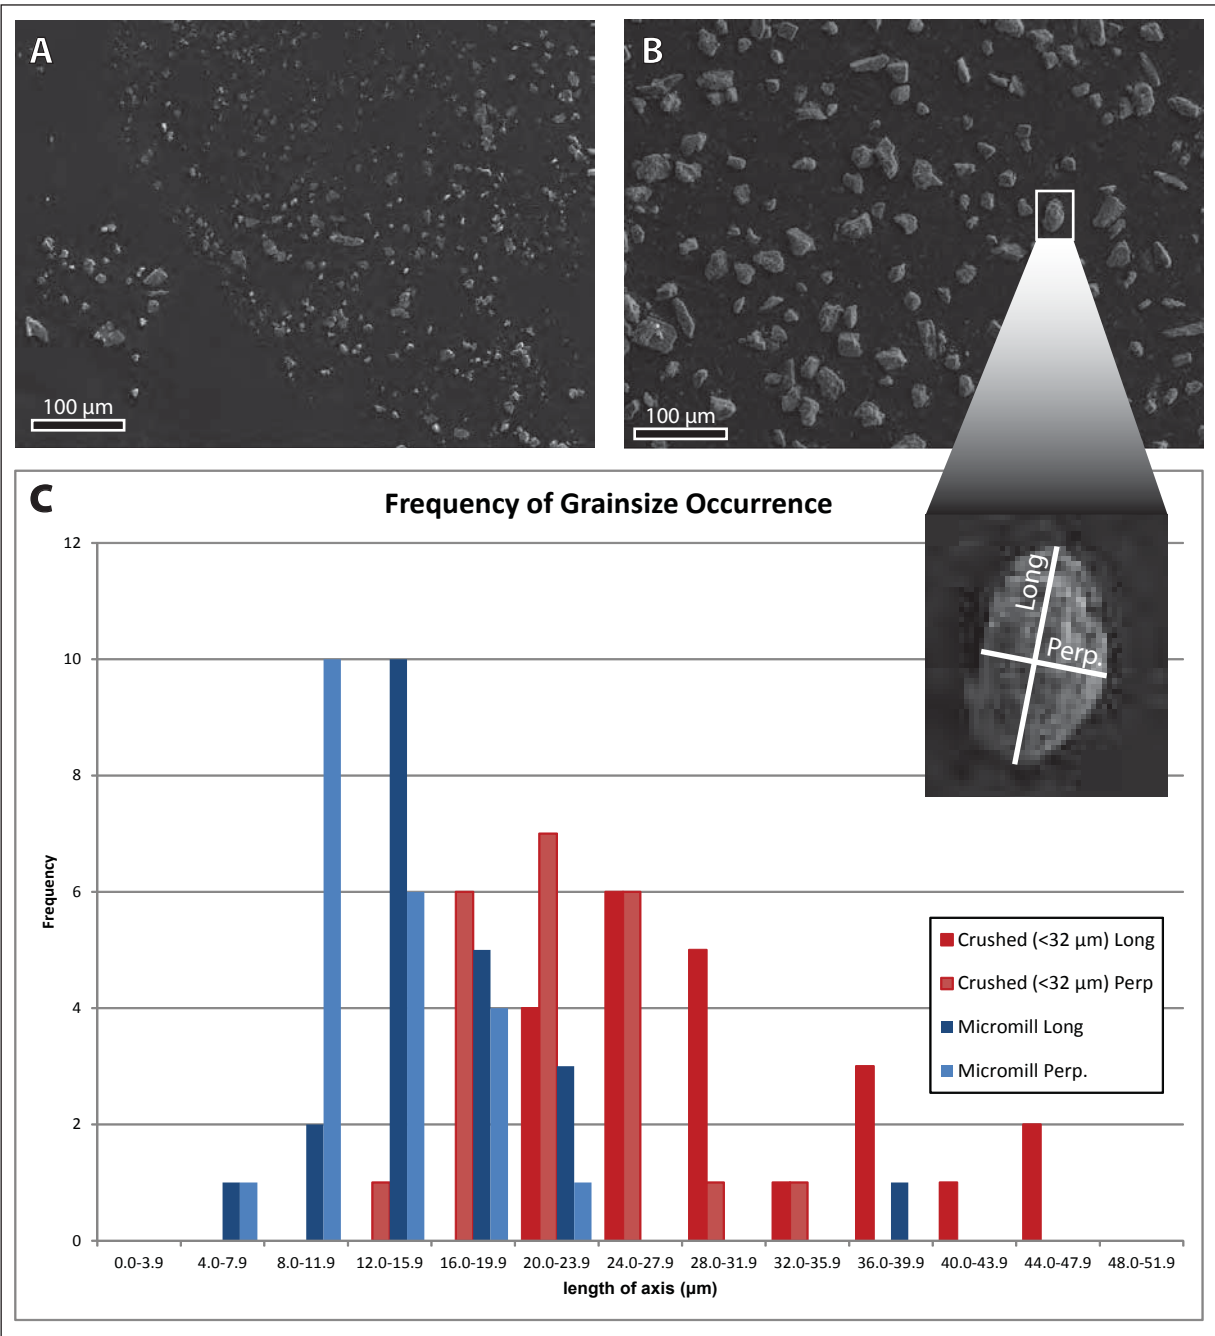 A
B
100 µm
100 µm
C
Frequency of Grainsize Occurrence
Long
Perp.
12
10
8
6
4
2
0
Frequency
Crushed (<32 µm) Long
Crushed (<32 µm) Perp
Micromill Long
Micromill Perp.
0.0-3.9 4.0-7.9 8.0-11.9 12.0-15.9 16.0-19.9 20.0-23.9 24.0-27.9 28.0-31.9 32.0-35.9 36.0-39.9 40.0-43.9 44.0-47.9 48.0-51.9
length of axis (µm)